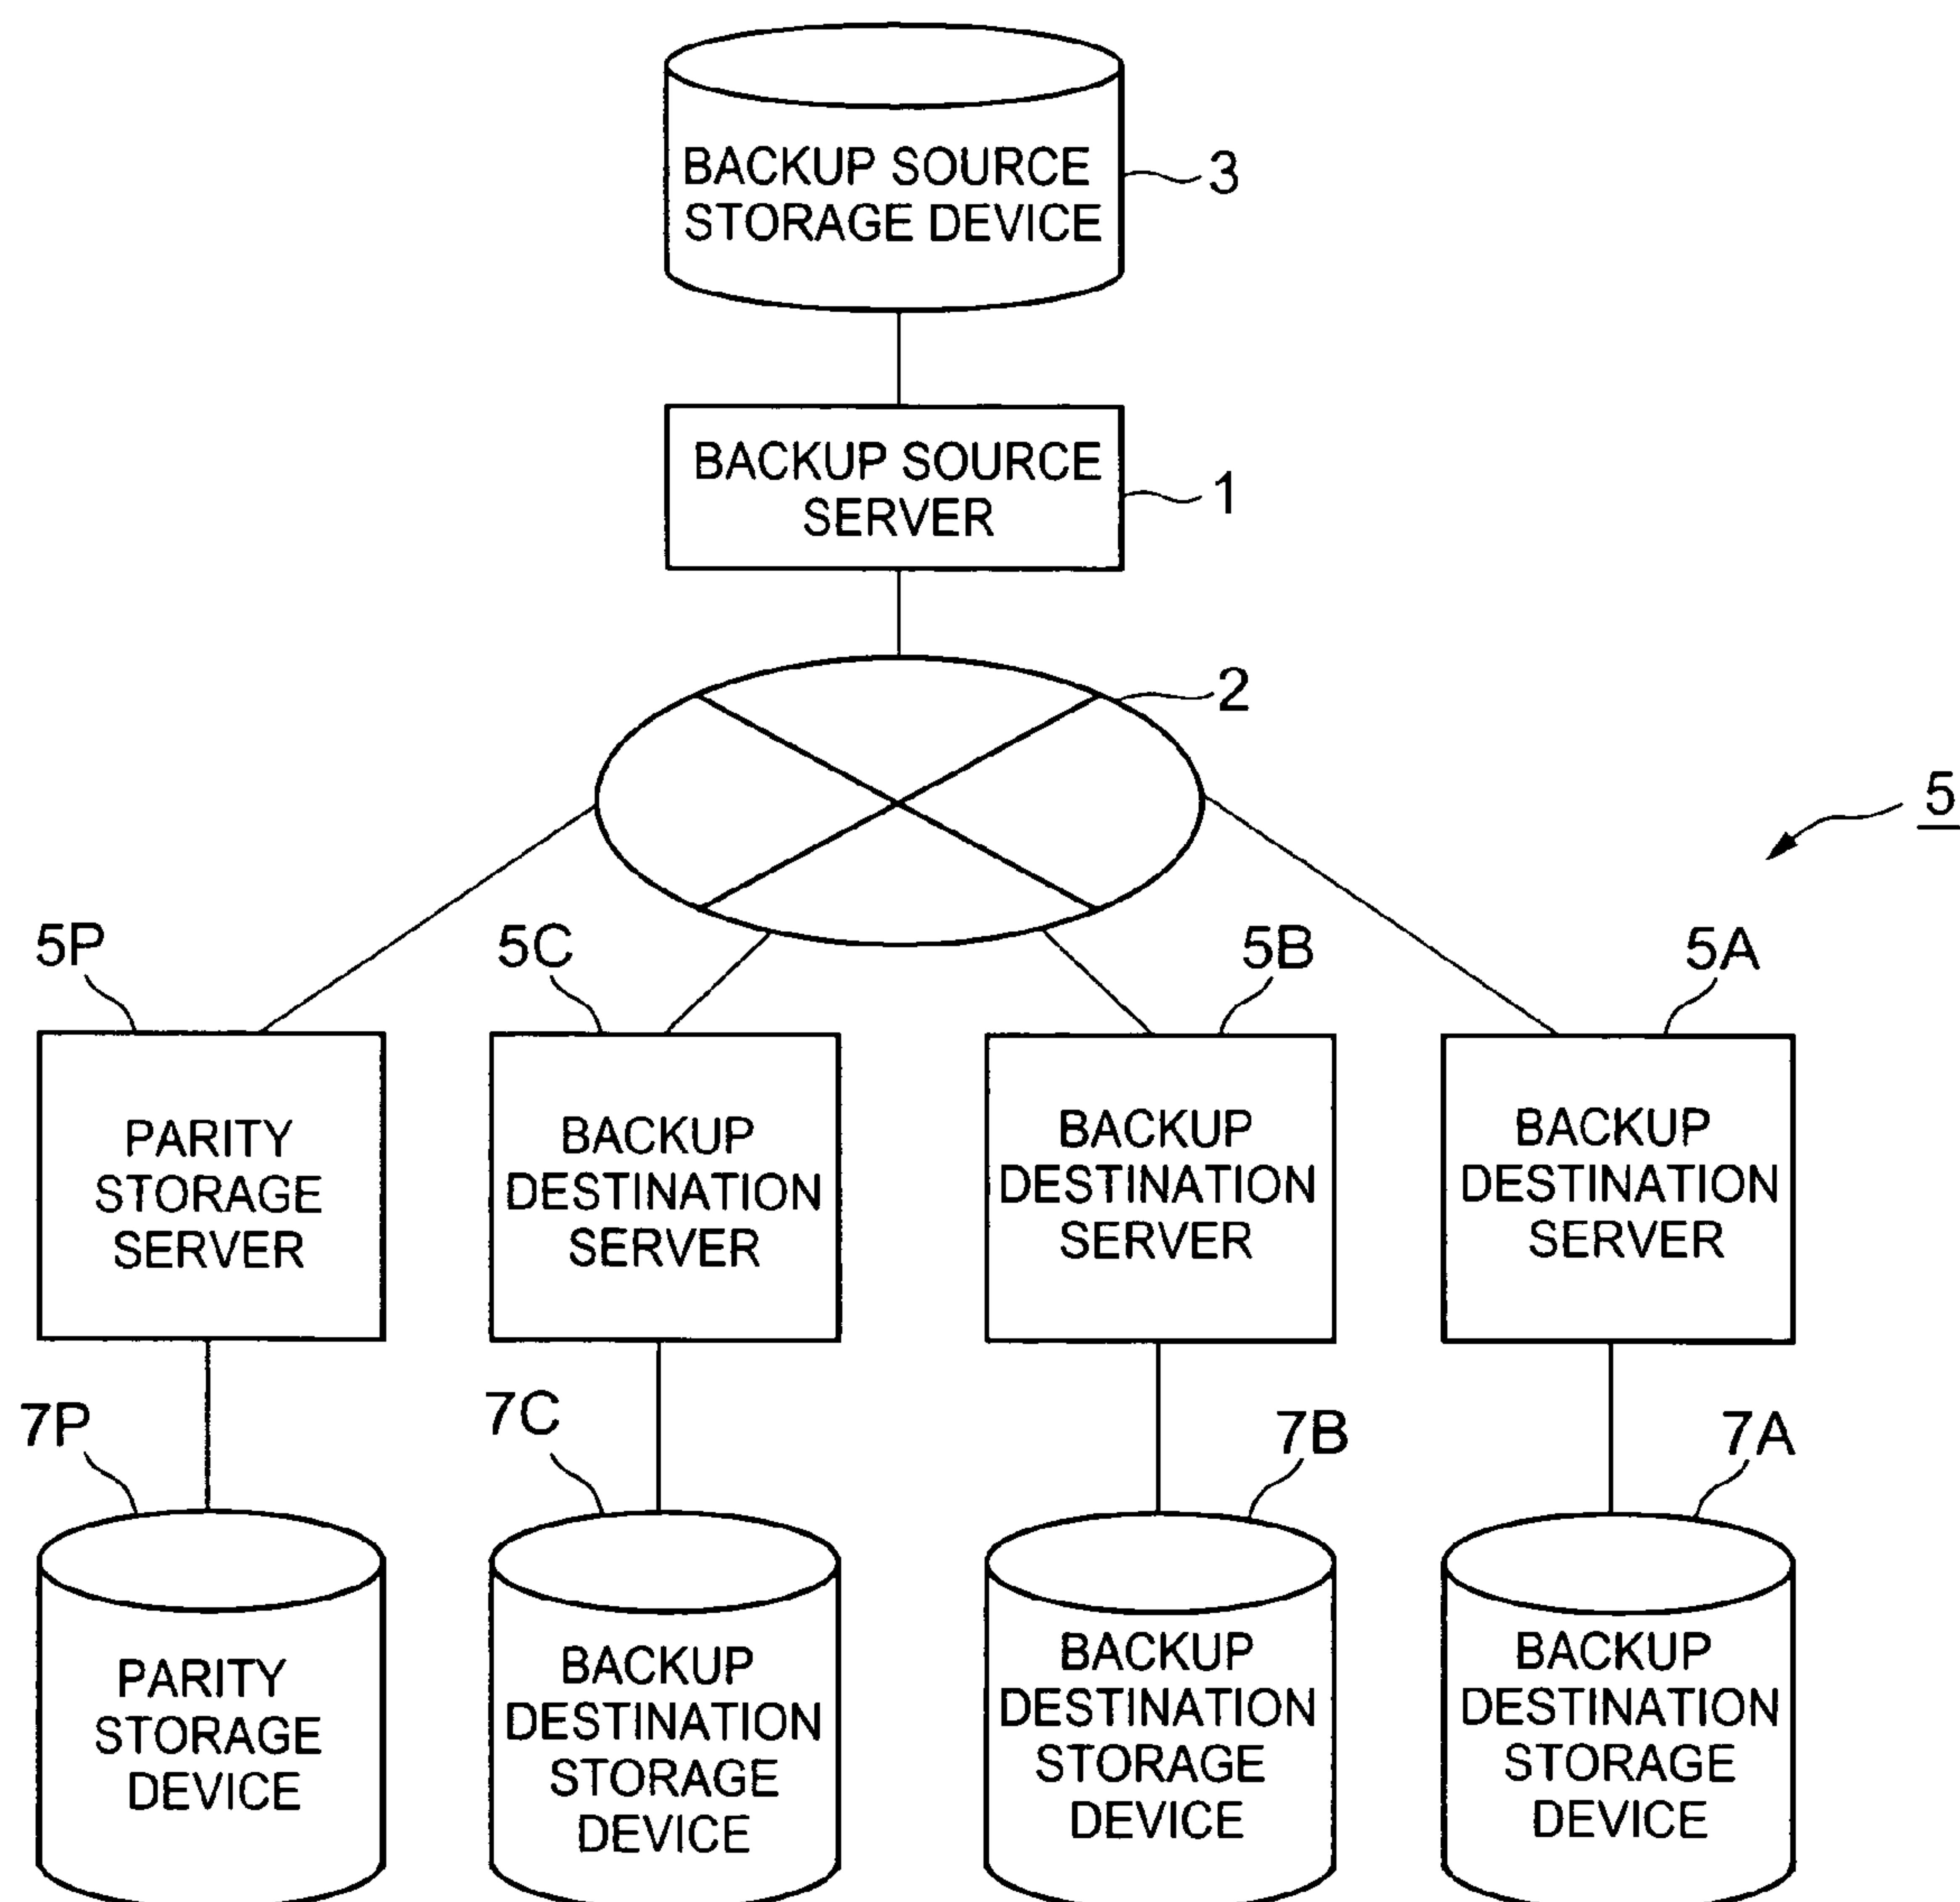 BACKUP SOURCE
STORAGE DEVICE
3
BACKUP SOURCE
SERVER
1
2
5
5P
5C
5B
5A
PARITY
STORAGE
SERVER
BACKUP
DESTINATION
SERVER
BACKUP
DESTINATION
SERVER
BACKUP
DESTINATION
SERVER
7P
7C
7B
7A
PARITY
STORAGE
DEVICE
BACKUP
DESTINATION
STORAGE
DEVICE
BACKUP
DESTINATION
STORAGE
DEVICE
BACKUP
DESTINATION
STORAGE
DEVICE